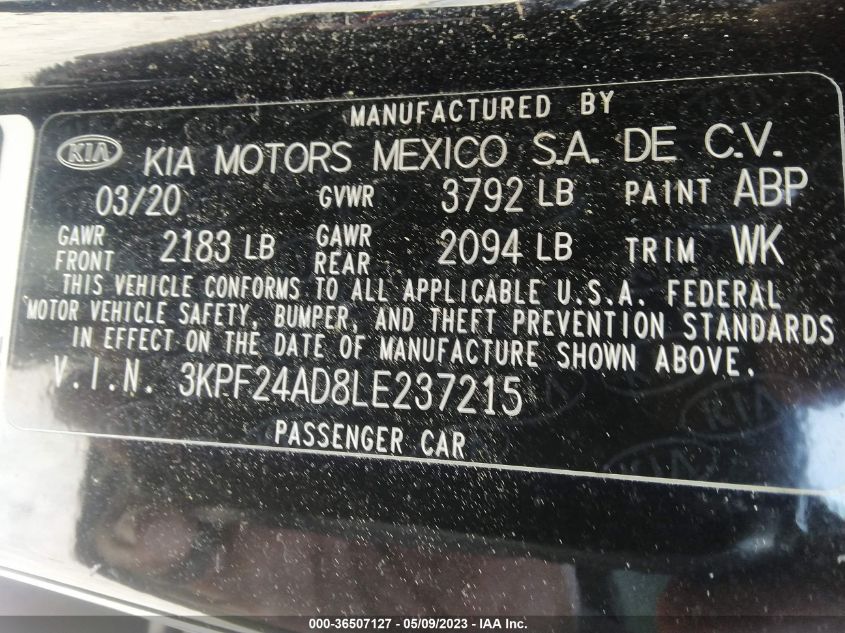 MANUFACTURED BY
KIA KIA MOTORS MEXICO S.A. DE C.V.
03/20 GVWR 3792 LB PAINT ABP
GAWR FRONT 2183 LB GAWR REAR 2094 LB TRIM WK
THIS VEHICLE CONFORMS TO ALL APPLICABLE U.S.A. FEDERAL
MOTOR VEHICLE SAFETY, BUMPER, AND THEFT PREVENTION STANDARDS
IN EFFECT ON THE DATE OF MANUFACTURE SHOWN ABOVE.
V.I.N. 3KPF24AD8LE237215
PASSENGER CAR
000-36507127 - 05/09/2023 - IAA Inc.